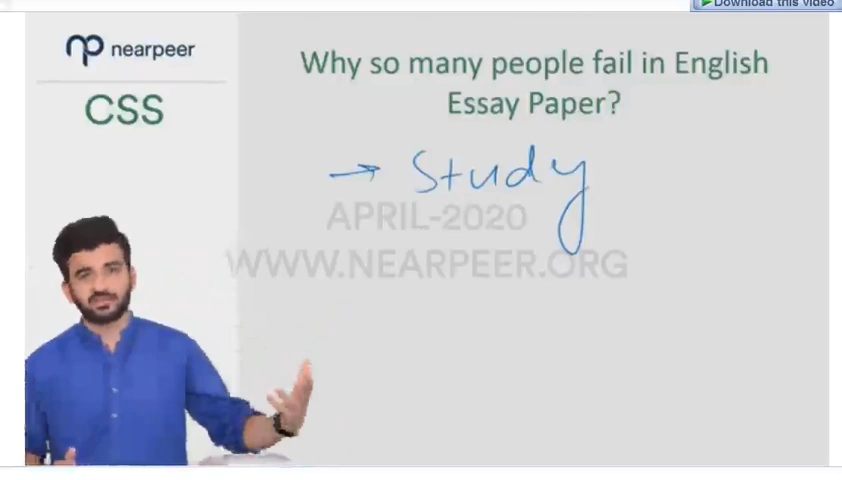 Download this video
nearpeer
CSS
Why so many people fail in English
Essay Paper?
→ Study
APRIL-2020
WWW.NEARPEER.ORG